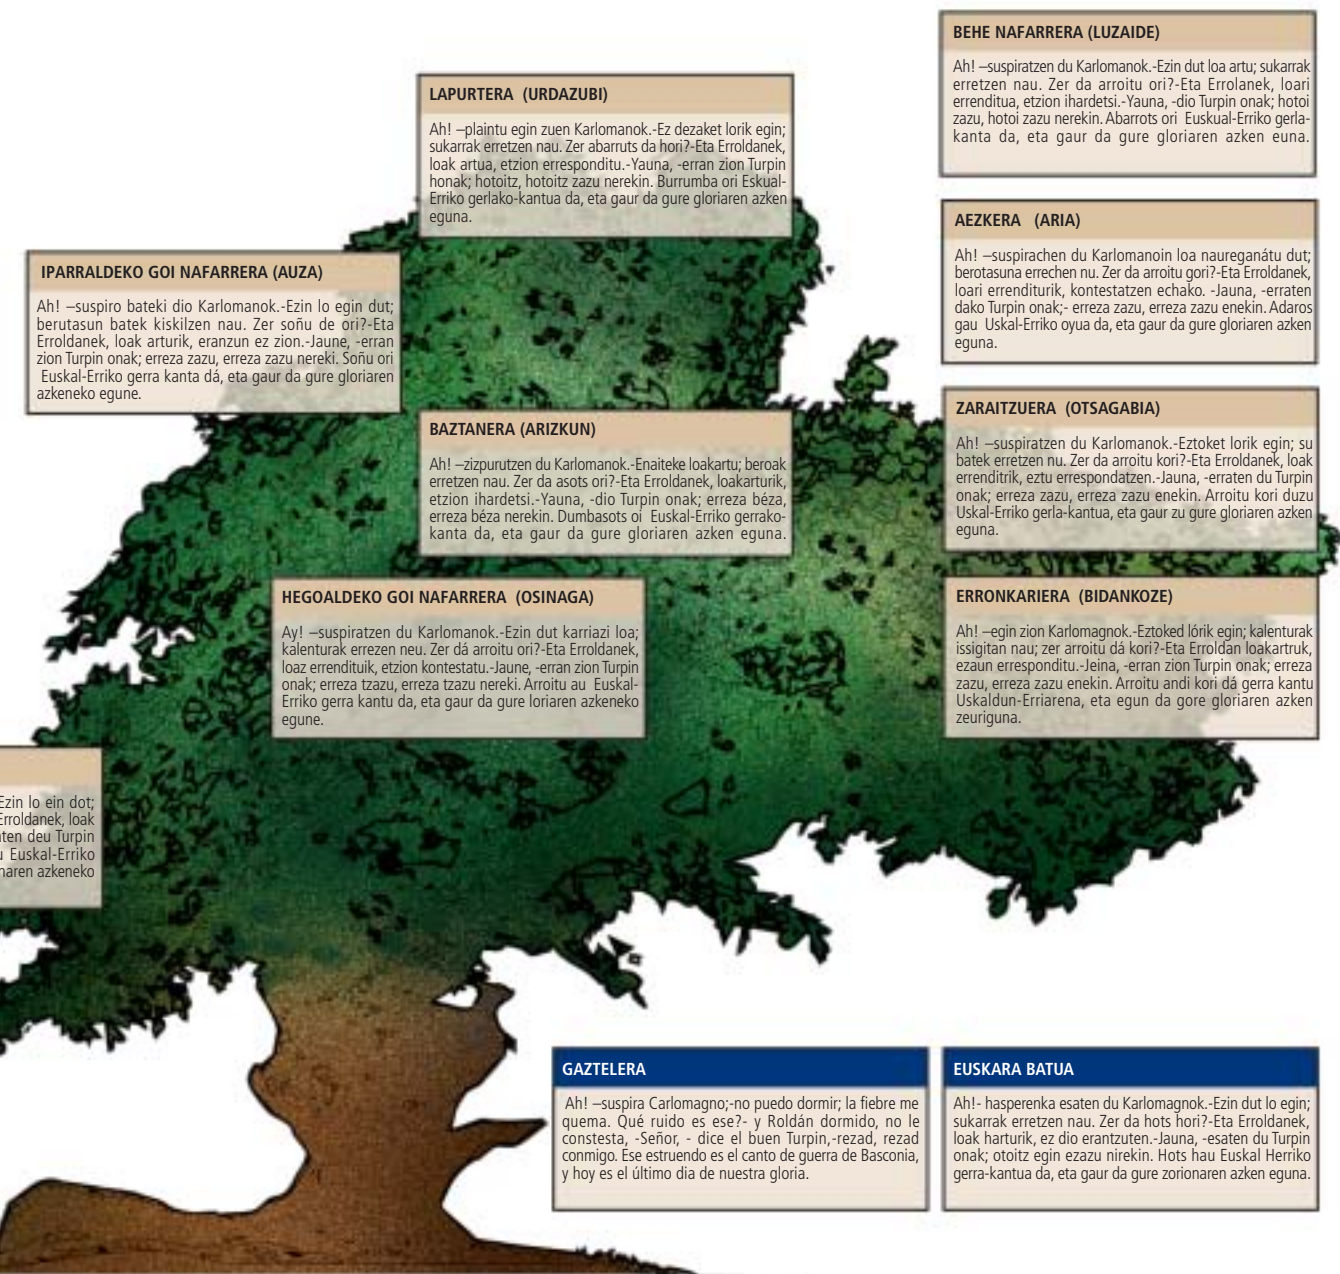 BEHE NAFARRERA (LUZAIDE)
Ah! –suspiratzen du Karlomanok.-Ezin dut loa artu; sukarrak
erretzen nau. Zer da arroitu ori?-Eta Errolanek, loari
errenditua, etzion ihardetsi.-Yauna, -dio Turpin onak; hotoi
zazu, hotoi zazu nerekin. Abarrots ori Euskual-Erriko gerla-
kanta da, eta gaur da gure gloriaren azken euna.
LAPURTERA (URDAZUBI)
Ah! –plaintu egin zuen Karlomanok.-Ez dezaket lorik egin;
sukarrak erretzen nau. Zer abarruts da hori?-Eta Erroldanek,
loak artua, etzion erresponditu.-Yauna, -erran zion Turpin
honak; hotoitz, hotoitz zazu nerekin. Burrumba ori Eskual-
Erriko gerlako-kantua da, eta gaur da gure gloriaren azken
eguna.
AEZKERA (ARIA)
Ah! –suspirachen du Karlomanoin loa naureganátu dut;
berotasuna errechen nu. Zer da arroitu gori?-Eta Erroldanek,
loari errenditurik, kontestatzen echako. -Jauna, -erraten
dako Turpin onak;- erreza zazu, erreza zazu enekin. Adaros
gau Uskal-Erriko oyua da, eta gaur da gure gloriaren azken
eguna.
IPARRALDEKO GOI NAFARRERA (AUZA)
Ah! –suspiro bateki dio Karlomanok.-Ezin lo egin dut;
berutasun batek kiskilzen nau. Zer soñu de ori?-Eta
Erroldanek, loak arturik, eranzun ez zion.-Jaune, -erran
zion Turpin onak; erreza zazu, erreza zazu nereki. Soñu ori
Euskal-Erriko gerra kanta dá, eta gaur da gure gloriaren
azkeneko egune.
BAZTANERA (ARIZKUN)
Ah! –zizpurutzen du Karlomanok.-Enaiteke loakartu; beroak
erretzen nau. Zer da asots ori?-Eta Erroldanek, loakarturik,
etzion ihardetsi.-Yauna, -dio Turpin onak; erreza béza,
erreza béza nerekin. Dumbasots oi Euskal-Erriko gerrako-
kanta da, eta gaur da gure gloriaren azken eguna.
ZARAITZUERA (OTSAGABIA)
Ah! –suspiratzen du Karlomanok.-Eztoket lorik egin; su
batek erretzen nu. Zer da arroitu kori?-Eta Erroldanek, loak
errenditrik, eztu errespondatzen.-Jauna, -erraten du Turpin
onak; erreza zazu, erreza zazu enekin. Arroitu kori duzu
Uskal-Erriko gerla-kantua, eta gaur zu gure gloriaren azken
eguna.
HEGOALDEKO GOI NAFARRERA (OSINAGA)
Ay! –suspiratzen du Karlomanok.-Ezin dut karriazi loa;
kalenturak errezen neu. Zer dá arroitu ori?-Eta Erroldanek,
loaz errendituik, etzion kontestatu.-Jaune, -erran zion Turpin
onak; erreza tzazu, erreza tzazu nereki. Arroitu au Euskal-
Erriko gerra kantu da, eta gaur da gure loriaren azkeneko
egune.
ERRONKARIERA (BIDANKOZE)
Ah! –egin zion Karlomagnok.-Eztoked lórik egin; kalenturak
issigitan nau; zer arroitu dá kori?-Eta Erroldan loakartruk,
ezaun erresponditu.-Jeina, -erran zion Turpin onak; erreza
zazu, erreza zazu enekin. Arroitu andi kori dá gerra kantu
Uskaldun-Erriarena, eta egun da gore gloriaren azken
zeuriguna.
Ezin lo ein dot;
Erroldanek, loak
ten deu Turpin
Euskal-Erriko
naren azkeneko
GAZTELERA
Ah! –suspira Carlomagno;-no puedo dormir; la fiebre me
quema. Qué ruido es ese?- y Roldán dormido, no le
constesta, -Señor, - dice el buen Turpin,-rezad, rezad
conmigo. Ese estruendo es el canto de guerra de Basconia,
y hoy es el último dia de nuestra gloria.
EUSKARA BATUA
Ah!- hasperenka esaten du Karlomagnok.-Ezin dut lo egin;
sukarrak erretzen nau. Zer da hots hori?-Eta Erroldanek,
loak harturik, ez dio erantzuten.-Jauna, -esaten du Turpin
onak; otoitz egin ezazu nirekin. Hots hau Euskal Herriko
gerra-kantua da, eta gaur da gure zorionaren azken eguna.